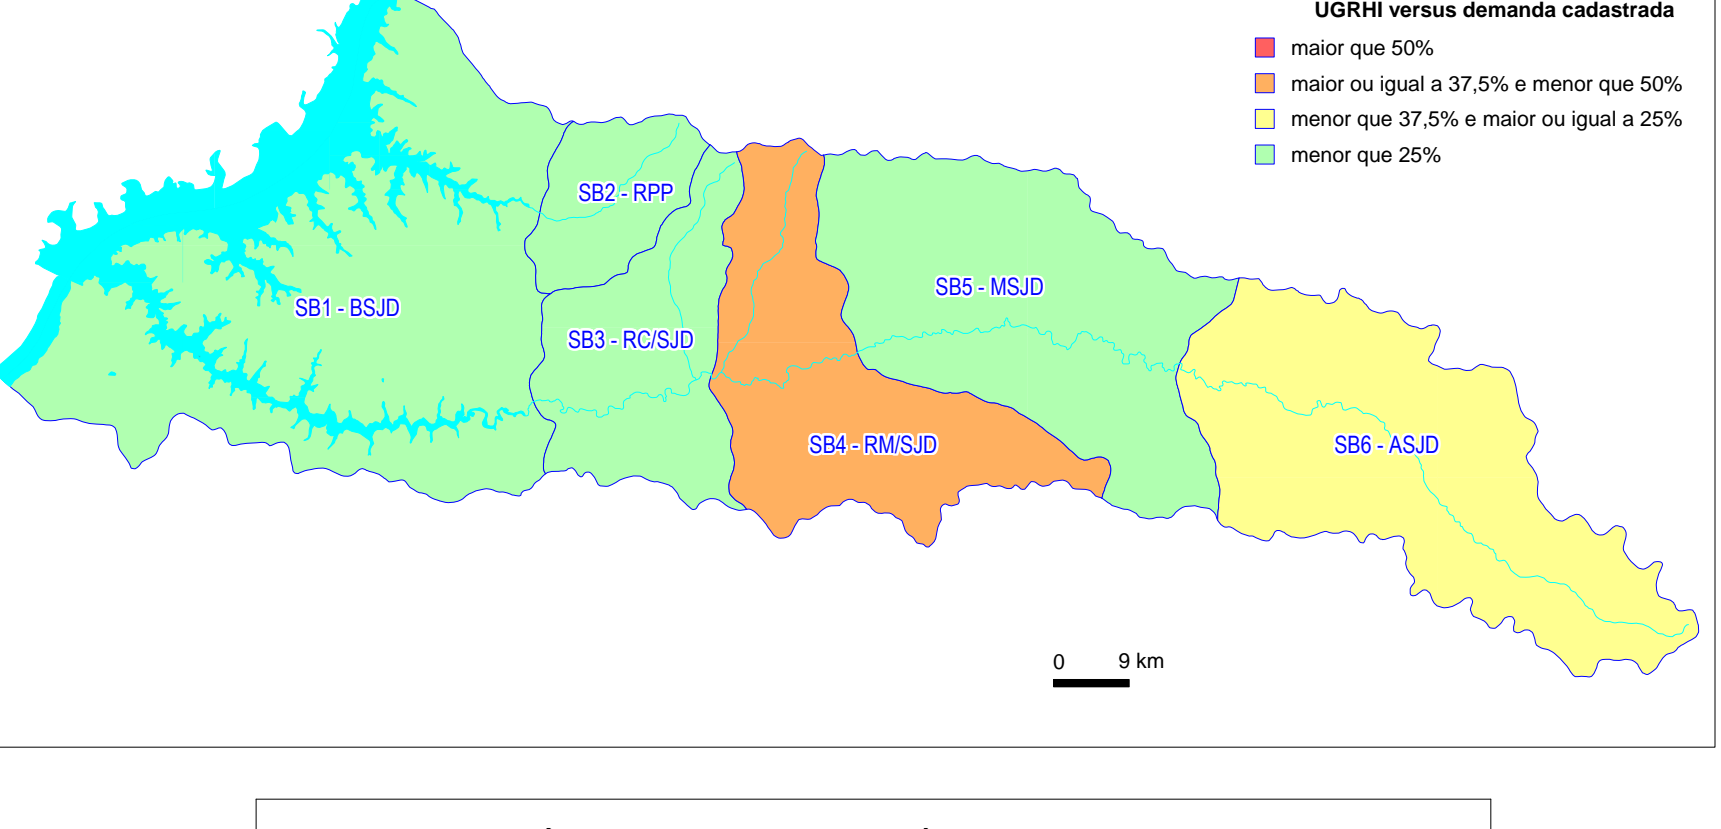 UGRHI versus demanda cadastrada
maior que 50%
maior ou igual a 37,5% e menor que 50%
menor que 37,5% e maior ou igual a 25%
menor que 25%
SB2 - RPP
SB5 - MSJD
SB1 - BSJD
SB3 - RC/SJD
SB4 - RM/SJD
SB6 - ASJD
0 9 km